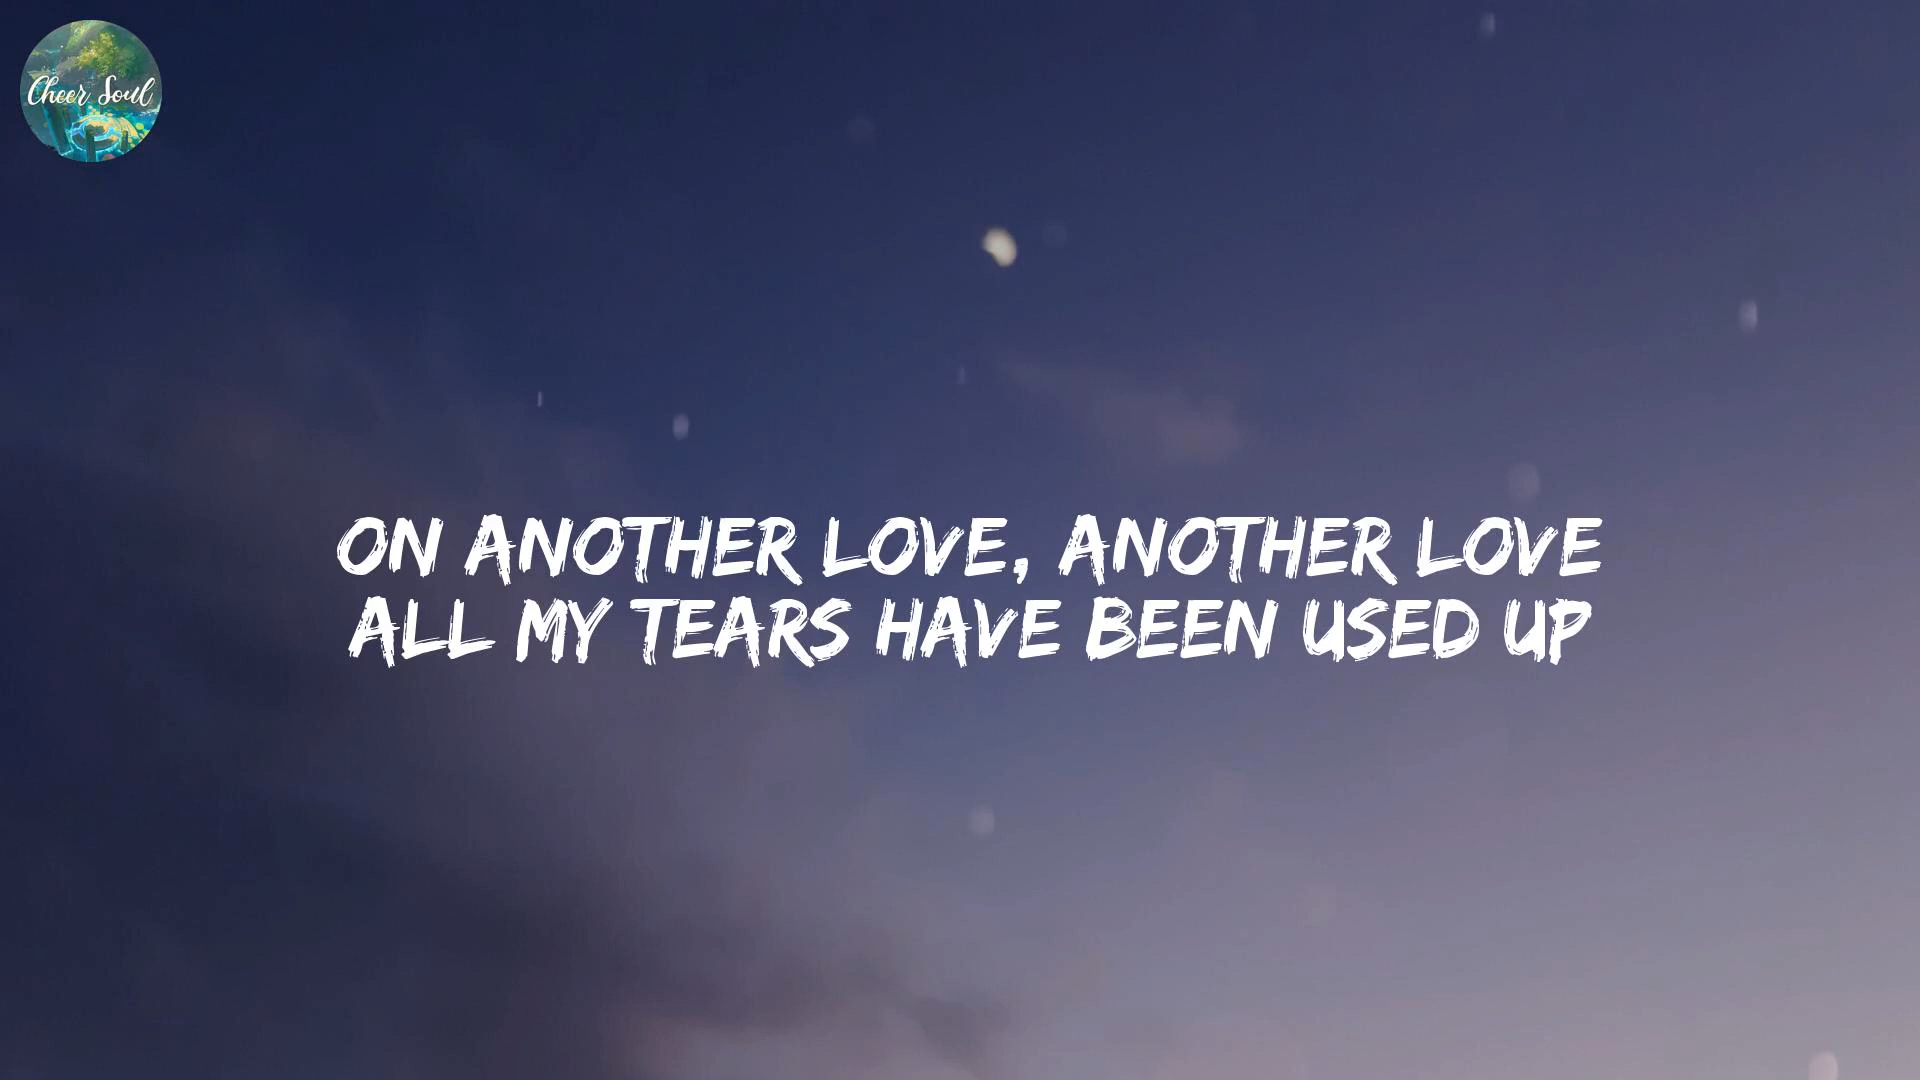 Cheer Soul
ON ANOTHER LOVE, ANOTHER LOVE
ALL MY TEARS HAVE BEEN USED UP